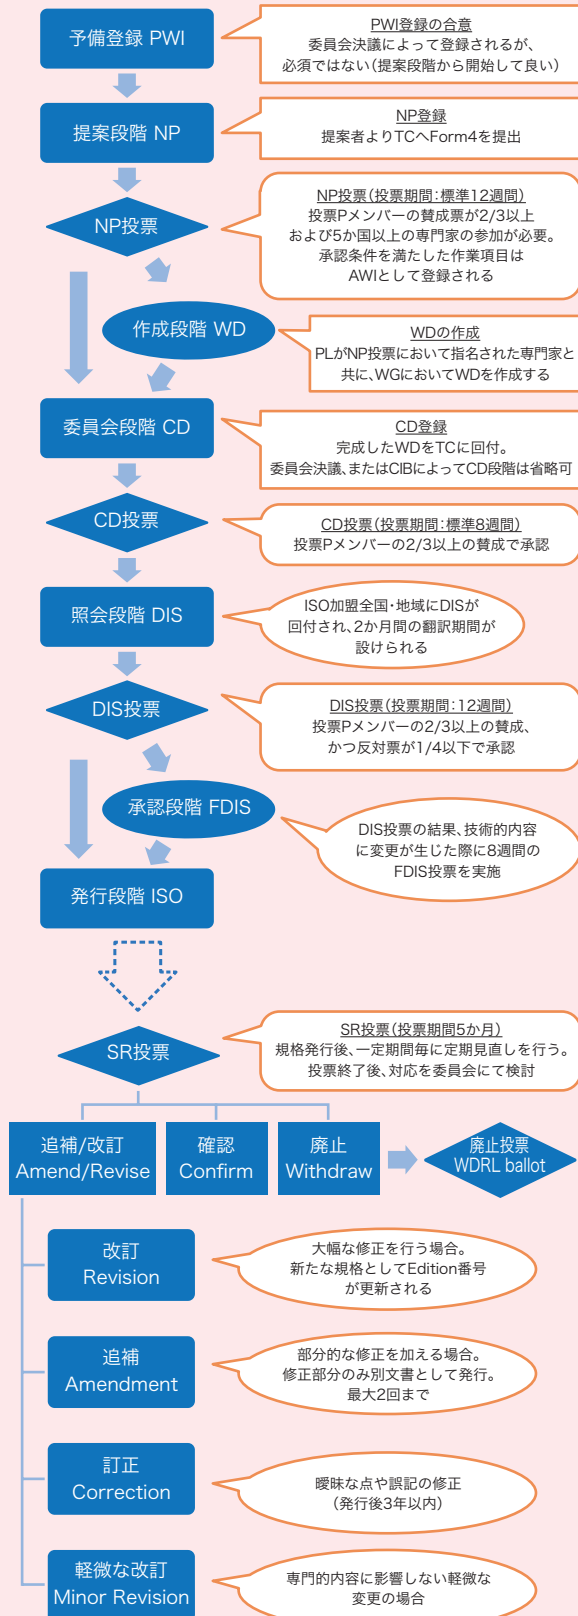 予備登録 PWI
PWI登録の合意
委員会決議によって登録されるが、
必須ではない(提案段階から開始して良い)
提案段階 NP
NP登録
提案者よりTCへForm4を提出
NP投票
NP投票(投票期間:標準12週間)
投票Pメンバーの賛成票が2/3以上
および5か国以上の専門家の参加が必要。
承認条件を満たした作業項目は
AWIとして登録される
作成段階 WD
WDの作成
PLがNP投票において指名された専門家と
共に、WGにおいてWDを作成する
委員会段階 CD
CD登録
完成したWDをTCに回付。
委員会決議、またはCIBによってCD段階は省略可
CD投票
CD投票(投票期間:標準8週間)
投票Pメンバーの2/3以上の賛成で承認
照会段階 DIS
ISO加盟全国・地域にDISが
回付され、2か月間の翻訳期間が
設けられる
DIS投票
DIS投票(投票期間:12週間)
投票Pメンバーの2/3以上の賛成、
かつ反対票が1/4以下で承認
承認段階 FDIS
DIS投票の結果、技術的内容
に変更が生じた際に8週間の
FDIS投票を実施
発行段階 ISO
SR投票
SR投票(投票期間5か月)
規格発行後、一定期間毎に定期見直しを行う。
投票終了後、対応を委員会にて検討
追補/改訂
Amend/Revise
確認
Confirm
廃止
Withdraw
廃止投票
WDRL ballot
改訂
Revision
大幅な修正を行う場合。
新たな規格としてEdition番号
が更新される
追補
Amendment
部分的な修正を加える場合。
修正部分のみ別文書として発行。
最大2回まで
訂正
Correction
曖昧な点や誤記の修正
(発行後3年以内)
軽微な改訂
Minor Revision
専門的内容に影響しない軽微な
変更の場合